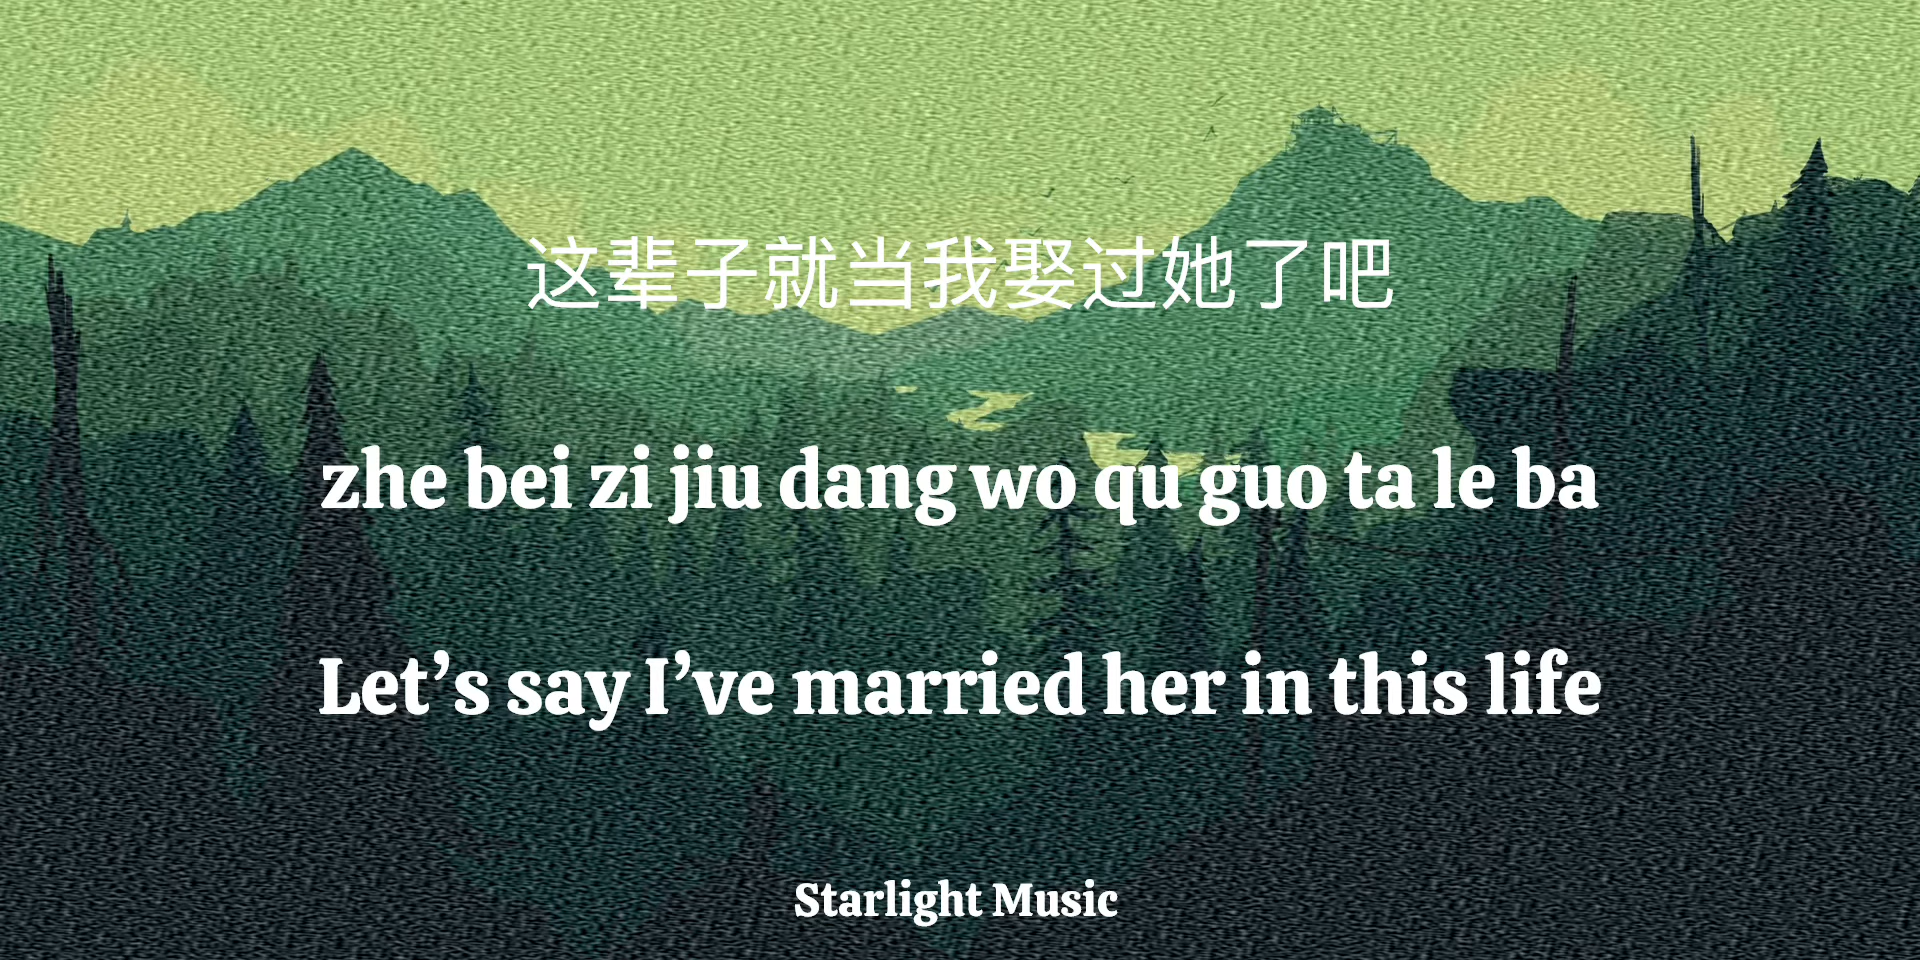 这辈子就当我娶过她了吧
zhe bei zi jiu dang wo qu guo ta le ba
Let’s say I’ve married her in this life
Starlight Music